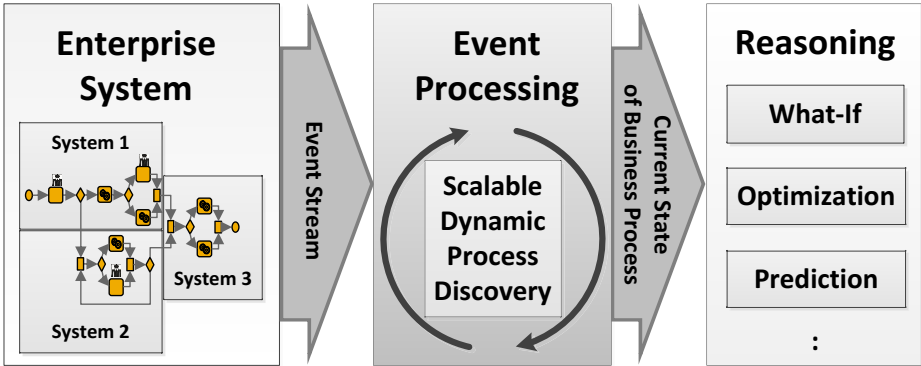 Enterprise
System
System 1
System 3
System 2
Event Stream
Event
Processing
Scalable
Dynamic
Process
Discovery
Current State
of Business Process
Reasoning
What-If
Optimization
Prediction
: